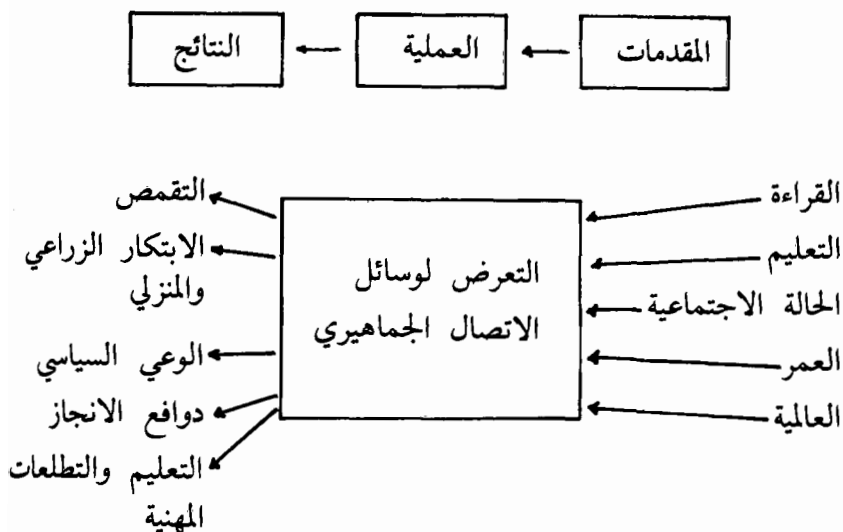 المقدمات
العملية
النتائج
القراءة
التعليم
الحالة الاجتماعية
العمر
العالمية
التعرض لوسائل
الاتصال الجماهيري
التقمص
الابتكار الزراعي
والمنزلي
الوعي السياسي
دوافع الانجاز
التعليم والتطلعات
المهنية